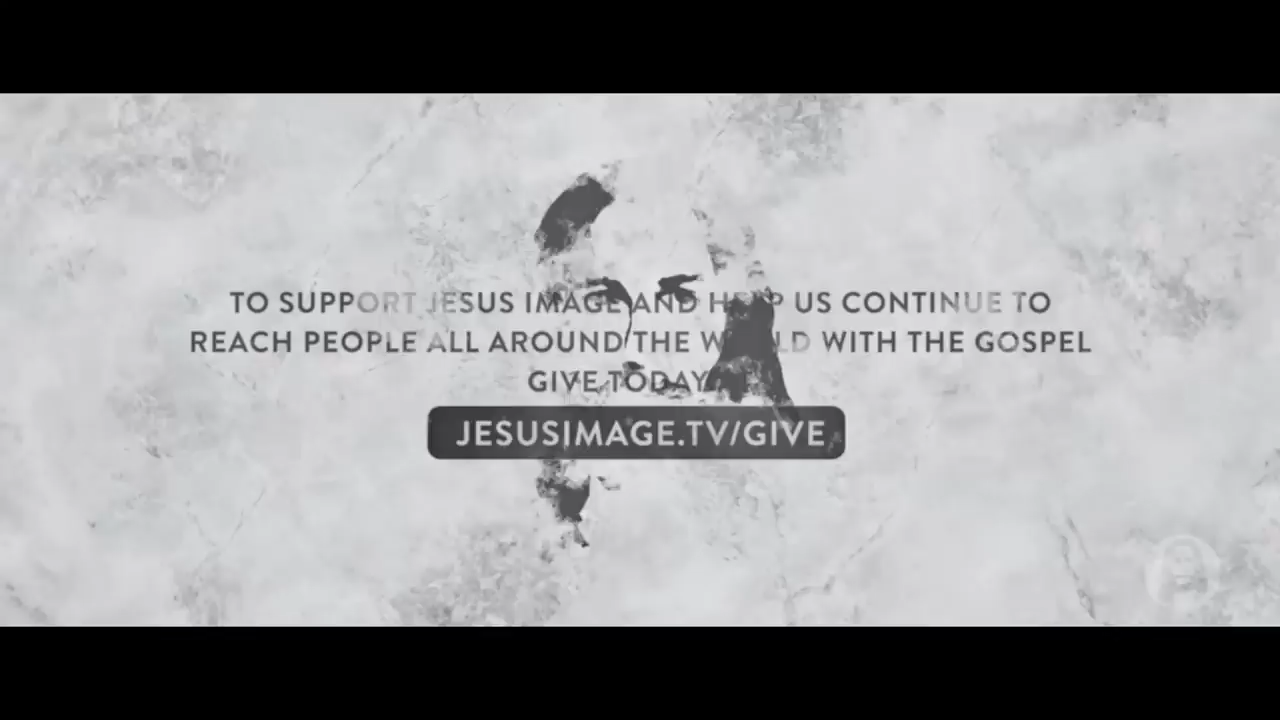 TO SUPPORT JESUS IMAGE AND HELP US CONTINUE TO
REACH PEOPLE ALL AROUND THE WORLD WITH THE GOSPEL
GIVE TODAY
JESUSIMAGE.TV/GIVE